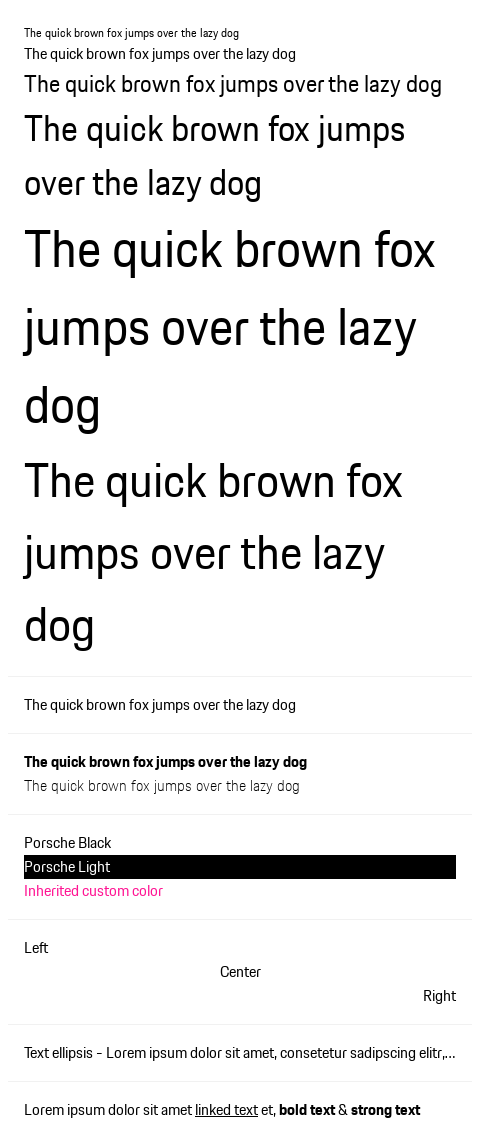 The quick brown fox jumps over the lazy dog
The quick brown fox jumps over the lazy dog
The quick brown fox jumps over the lazy dog
The quick brown fox jumps
over the lazy dog
The quick brown fox
jumps over the lazy
dog
The quick brown fox
jumps over the lazy
dog
The quick brown fox jumps over the lazy dog
The quick brown fox jumps over the lazy dog
The quick brown fox jumps over the lazy dog
Porsche Black
Porsche Light
Inherited custom color
Left
Center
Right
Text ellipsis - Lorem ipsum dolor sit amet, consetetur sadipscing elitr,…
Lorem ipsum dolor sit amet linked text et, bold text & strong text